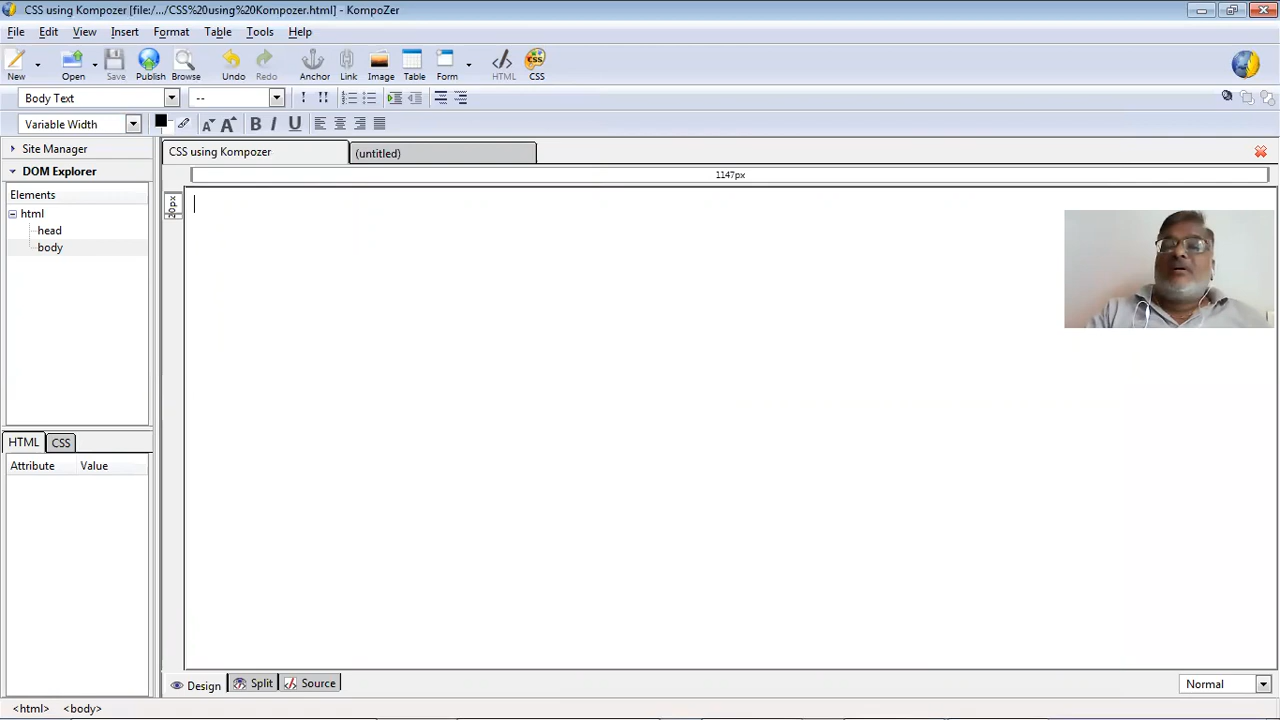 CSS using Kompozer [file:/.../CSS%20using%20Kompozer.html] - KompoZer
File Edit View Insert Format Table Tools Help
New Open Save Publish Browse Undo Redo Anchor Link Image Table Form HTML CSS
Body Text --
Variable Width B I U
Site Manager
CSS using Kompozer (untitled)
DOM Explorer
1147px
Elements
html
head
body
HTML CSS
Attribute Value
Design Split Source Normal
<html> <body>